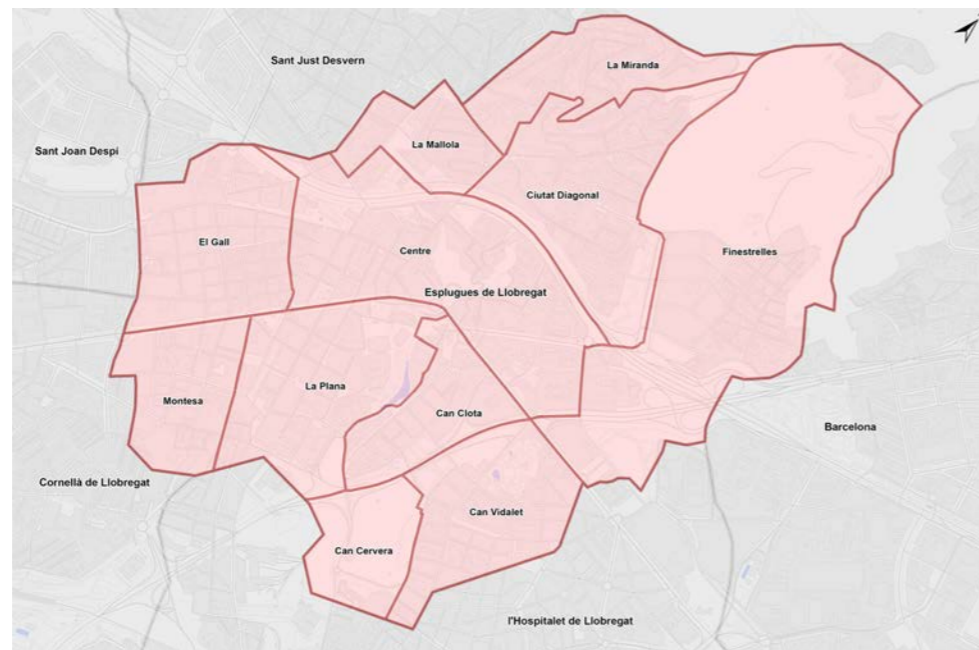 Sant Just Desvern
La Miranda
La Mallola
Sant Joan Despí
Ciutat Diagonal
El Gall
Centre
Finestrelles
Esplugues de Llobregat
La Plana
Montesa
Can Clota
Barcelona
Cornellà de Llobregat
Can Vidalet
Can Cervera
l'Hospitalet de Llobregat